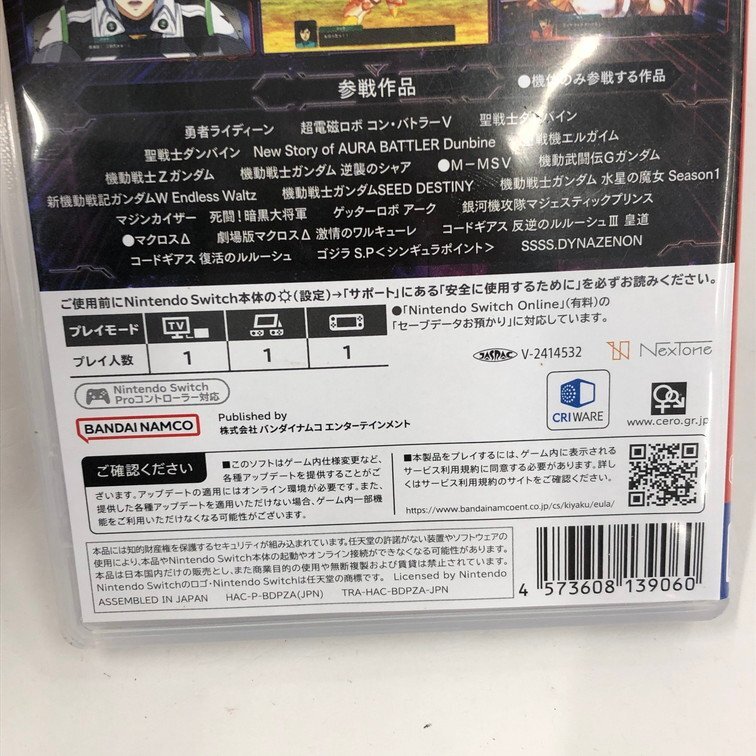 参戦作品
●機体のみ参戦する作品
勇者ライディーン 超電磁ロボ コン・バトラーV 聖戦士ダンバイン
聖戦士ダンバイン New Story of AURA BATTLER Dunbine 重戦機エルガイム
機動戦士Zガンダム 機動戦士ガンダム 逆襲のシャア ●M-MSV 機動武闘伝Gガンダム
新機動戦記ガンダムW Endless Waltz 機動戦士ガンダムSEED DESTINY 機動戦士ガンダム 水星の魔女 Season1
マジンカイザー 死闘!暗黒大将軍 ゲッターロボ アーク 銀河機攻隊マジェスティックプリンス
●マクロスΔ 劇場版マクロスΔ 激情のワルキューレ コードギアス 反逆のルルーシュⅢ 皇道
コードギアス 復活のルルーシュ ゴジラ S.P<シンギュラポイント> SSSS.DYNAZENON
ご使用前にNintendo Switch本体の(設定)→「サポート」にある「安全に使用するために」を必ずお読みください。
プレイモード TV
プレイ人数 1 1 1
●「Nintendo Switch Online」(有料)の
「セーブデータお預かり」に対応しています。
JASRAC V-2414532 NexTone
Nintendo Switch
Proコントローラー対応
CRIWARE
www.cero.gr.jp
BANDAI NAMCO
Published by
株式会社 バンダイナムコ エンターテインメント
ご確認ください
■このソフトはゲーム内仕様変更など、
各種アップデートを提供することがご
ざいます。アップデートの適用にはオンライン環境が必要です。また、
提供した各種アップデートを適用いただけない場合、ゲーム内一部機
能をご利用いただけなくなる可能性がございます。
■本製品をプレイするには、ゲーム内に表示される
サービス利用規約に同意する必要があります。詳し
くはサービス利用規約のサイトをご確認ください。
https://www.bandainamcoent.co.jp/cs/kiyaku/eula/
本品には知的財産権を保護するセキュリティが組み込まれています。任天堂の許諾がない装置やソフトウェアの
使用により、本品やNintendo Switch本体の起動やオンライン接続ができなくなる可能性があります。
本品は日本国内だけの販売とし、また商業目的の使用や無断複製および賃貸は禁止されています。
Nintendo Switchのロゴ・Nintendo Switchは任天堂の商標です。 Licensed by Nintendo
ASSEMBLED IN JAPAN HAC-P-BDPZA(JPN) TRA-HAC-BDPZA-JPN
4 573608 139060